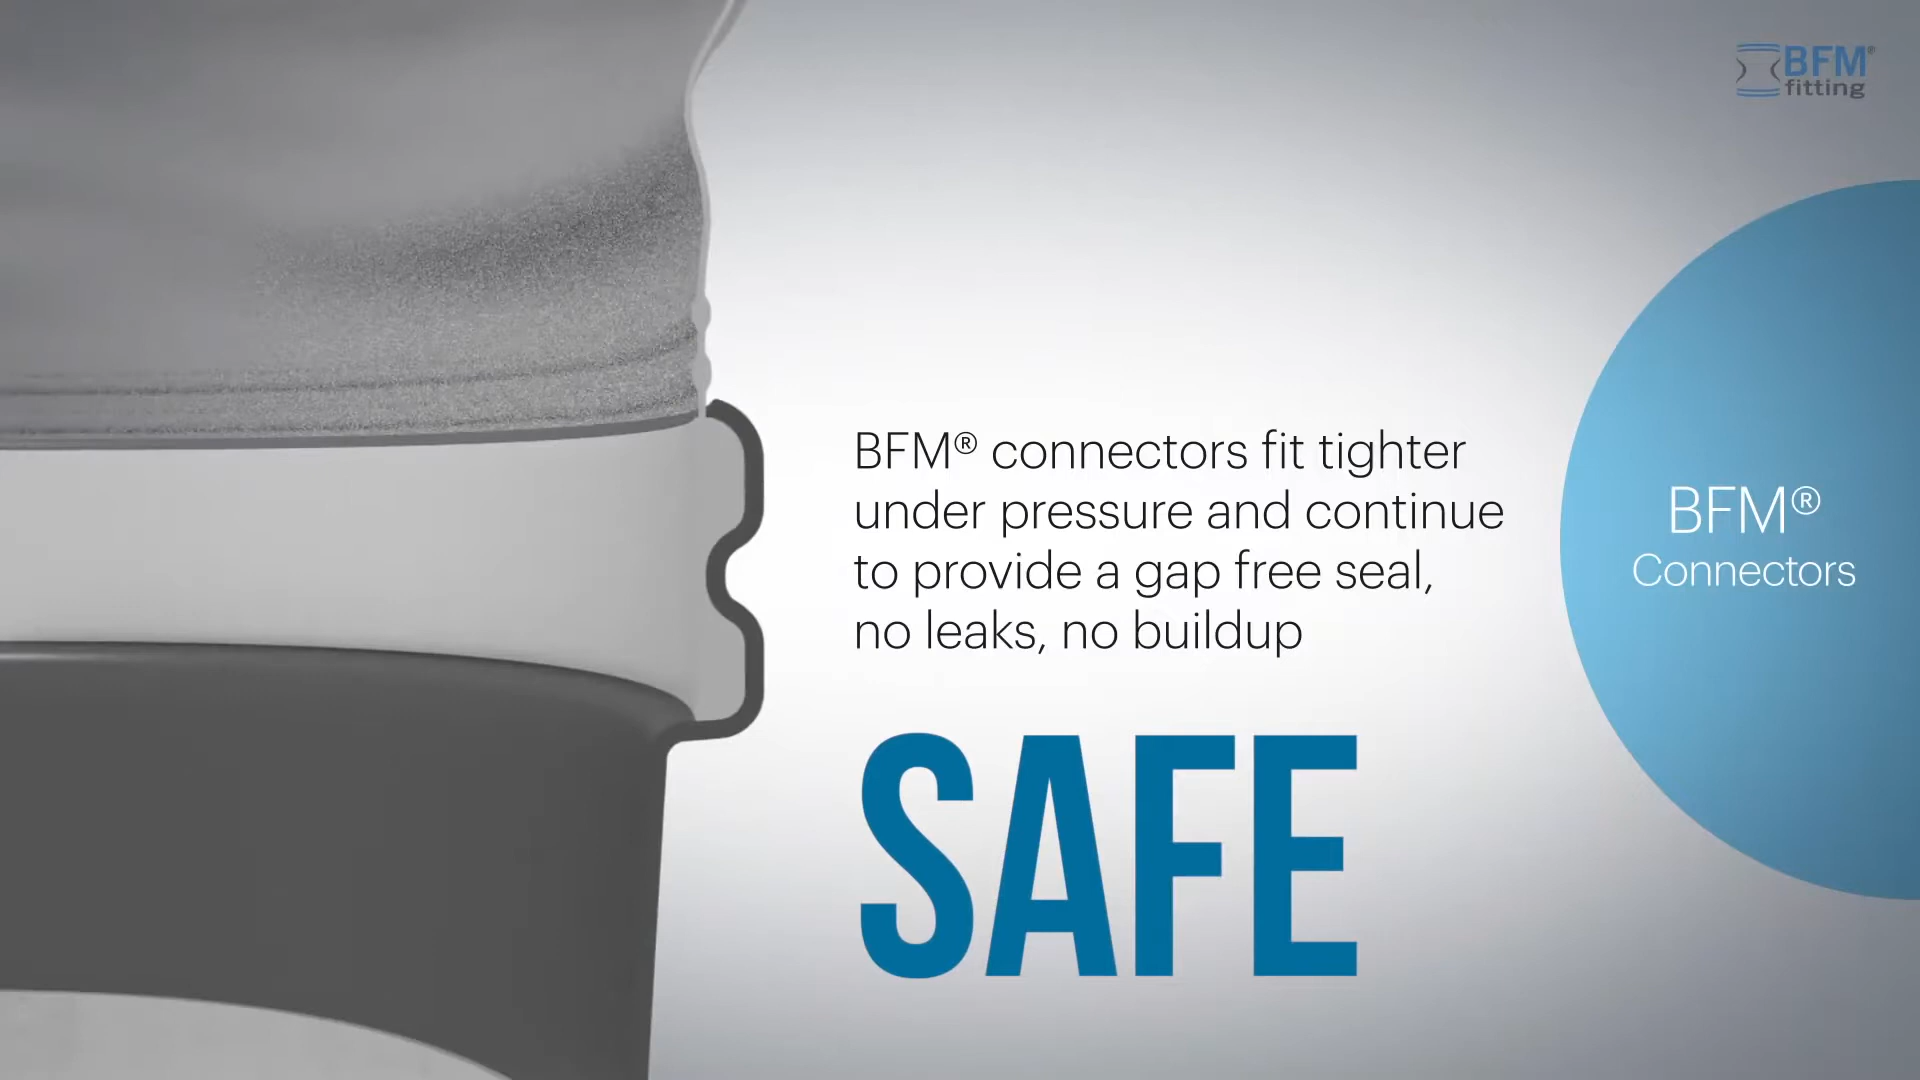 BFM®
fitting
BFM® connectors fit tighter
under pressure and continue
to provide a gap free seal,
no leaks, no buildup
SAFE
BFM®
Connectors